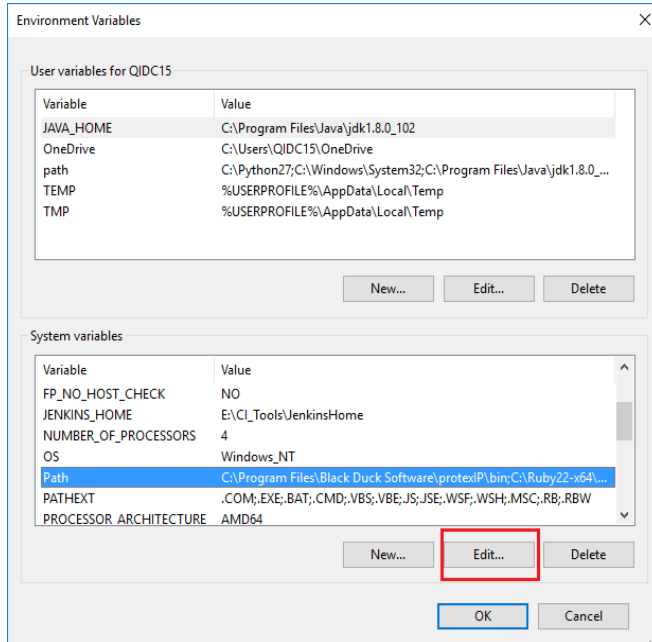 Environment Variables
User variables for QIDC15
Variable Value
JAVA_HOME C:\Program Files\Java\jdk1.8.0_102
OneDrive C:\Users\QIDC15\OneDrive
path C:\Python27;C:\Windows\System32;C:\Program Files\Java\jdk1.8.0_...
TEMP %USERPROFILE%\AppData\Local\Temp
TMP %USERPROFILE%\AppData\Local\Temp
New... Edit... Delete
System variables
Variable Value
FP_NO_HOST_CHECK NO
JENKINS_HOME E:\CI_Tools\JenkinsHome
NUMBER_OF_PROCESSORS 4
OS Windows_NT
Path C:\Program Files\Black Duck Software\protexIP\bin;C:\Ruby22-x64\...
PATHEXT .COM;.EXE;.BAT;.CMD;.VBS;.VBE;.JS;.JSE;.WSF;.WSH;.MSC;.RB;.RBW
PROCESSOR_ARCHITECTURE AMD64
New... Edit... Delete
OK Cancel